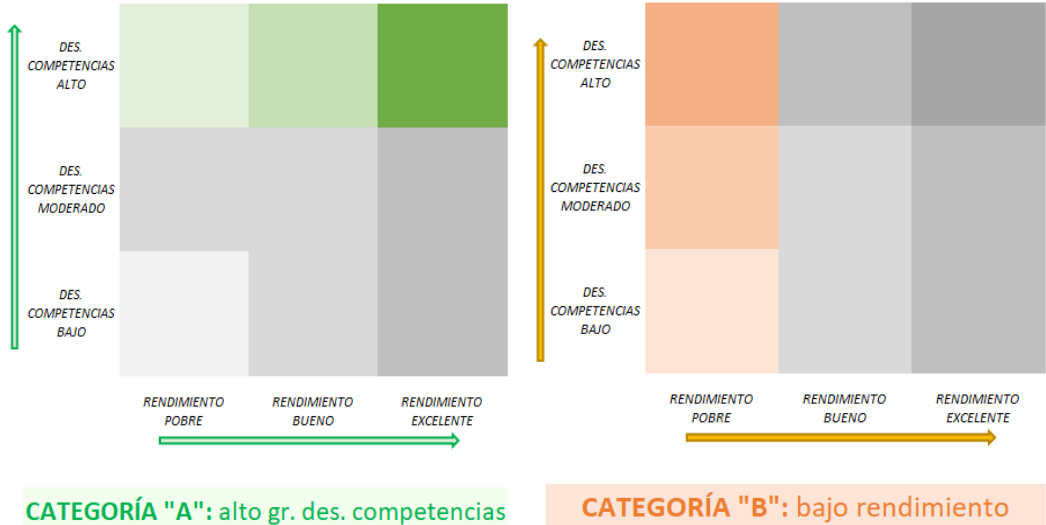 DES.
COMPETENCIAS
ALTO
DES.
COMPETENCIAS
MODERADO
DES.
COMPETENCIAS
BAJO
RENDIMIENTO
POBRE
RENDIMIENTO
BUENO
RENDIMIENTO
EXCELENTE
CATEGORÍA "A": alto gr. des. competencias
DES.
COMPETENCIAS
ALTO
DES.
COMPETENCIAS
MODERADO
DES.
COMPETENCIAS
BAJO
RENDIMIENTO
POBRE
RENDIMIENTO
BUENO
RENDIMIENTO
EXCELENTE
CATEGORÍA "B": bajo rendimiento